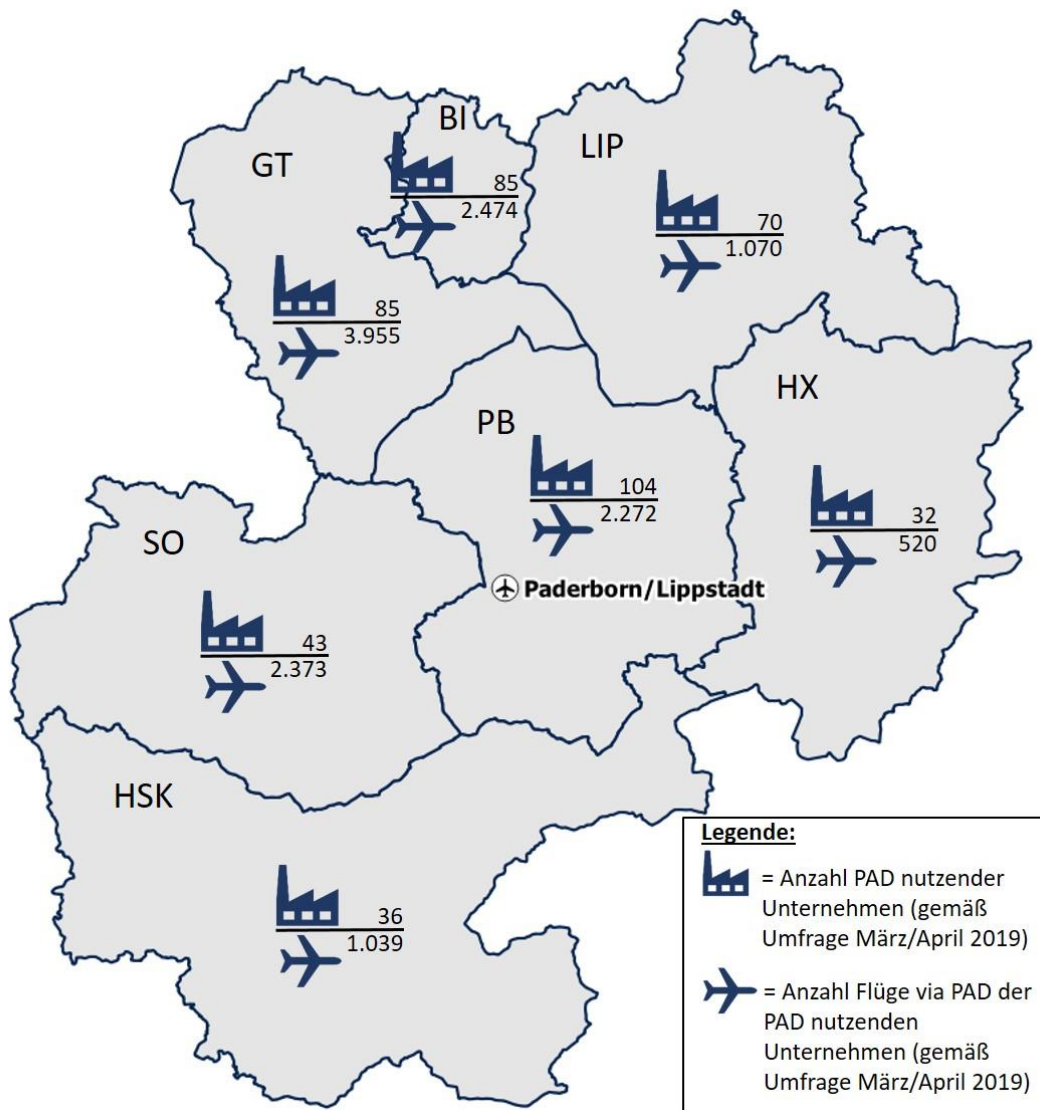 BI
85
2.474
GT
85
3.955
LIP
70
1.070
HX
32
520
PB
104
2.272
Paderborn/Lippstadt
SO
43
2.373
HSK
36
1.039
Legende:
= Anzahl PAD nutzender
Unternehmen (gemäß
Umfrage März/April 2019)
= Anzahl Flüge via PAD der
PAD nutzenden
Unternehmen (gemäß
Umfrage März/April 2019)